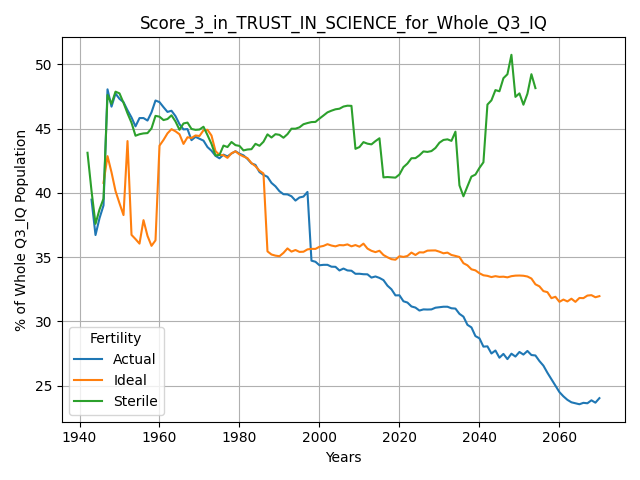 Score_3_in_TRUST_IN_SCIENCE_for_Whole_Q3_IQ
% of Whole Q3_IQ Population
50
45
40
35
30
25
Fertility
Actual
Ideal
Sterile
1940 1960 1980 2000 2020 2040 2060
Years